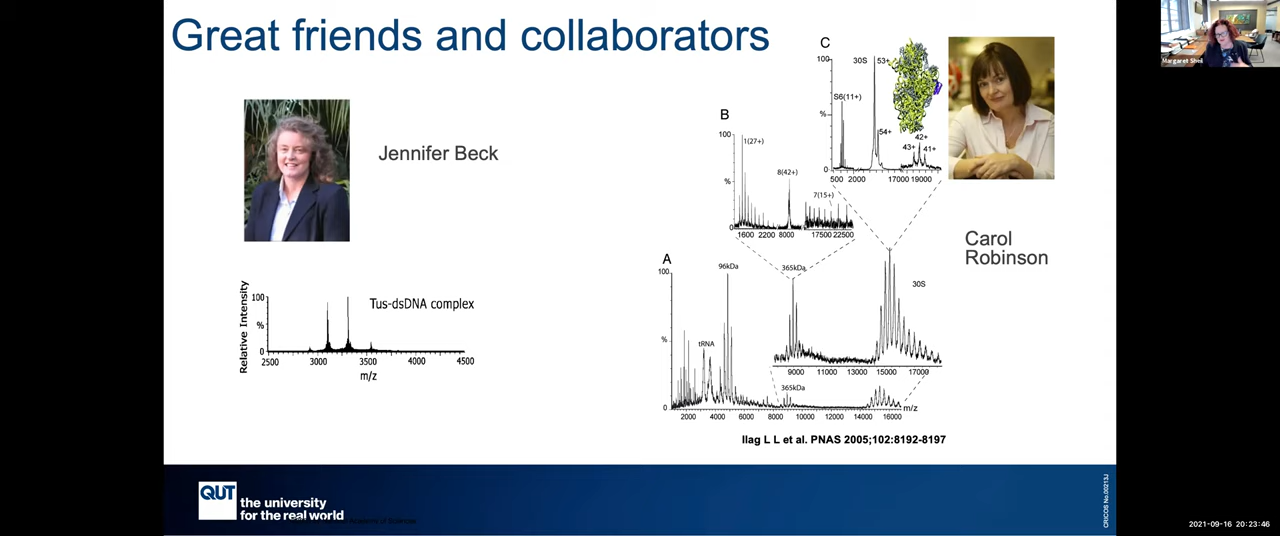 Great friends and collaborators
Margaret Sheil
Jennifer Beck
Relative Intensity
100
%
0
Tus-dsDNA complex
2500 3000 3500 4000 4500
m/z
C
100
30S
53+
S6(11+)
%
54+
42+
43+
41+
0
500 2000 17000 19000
B
100
1(27+)
%
8(42+)
7(15+)
0
1600 2200 8000 17500 22500
Carol
Robinson
A
100
96kDa
365kDa
30S
%
tRNA
9000 11000 13000 15000 17000
365kDa
0
2000 4000 6000 8000 10000 12000 14000 16000
m/z
Ilag L L et al. PNAS 2005;102:8192-8197
QUT
the university
for the real world
CRICOS No.00213J
2021-09-16 20:23:46